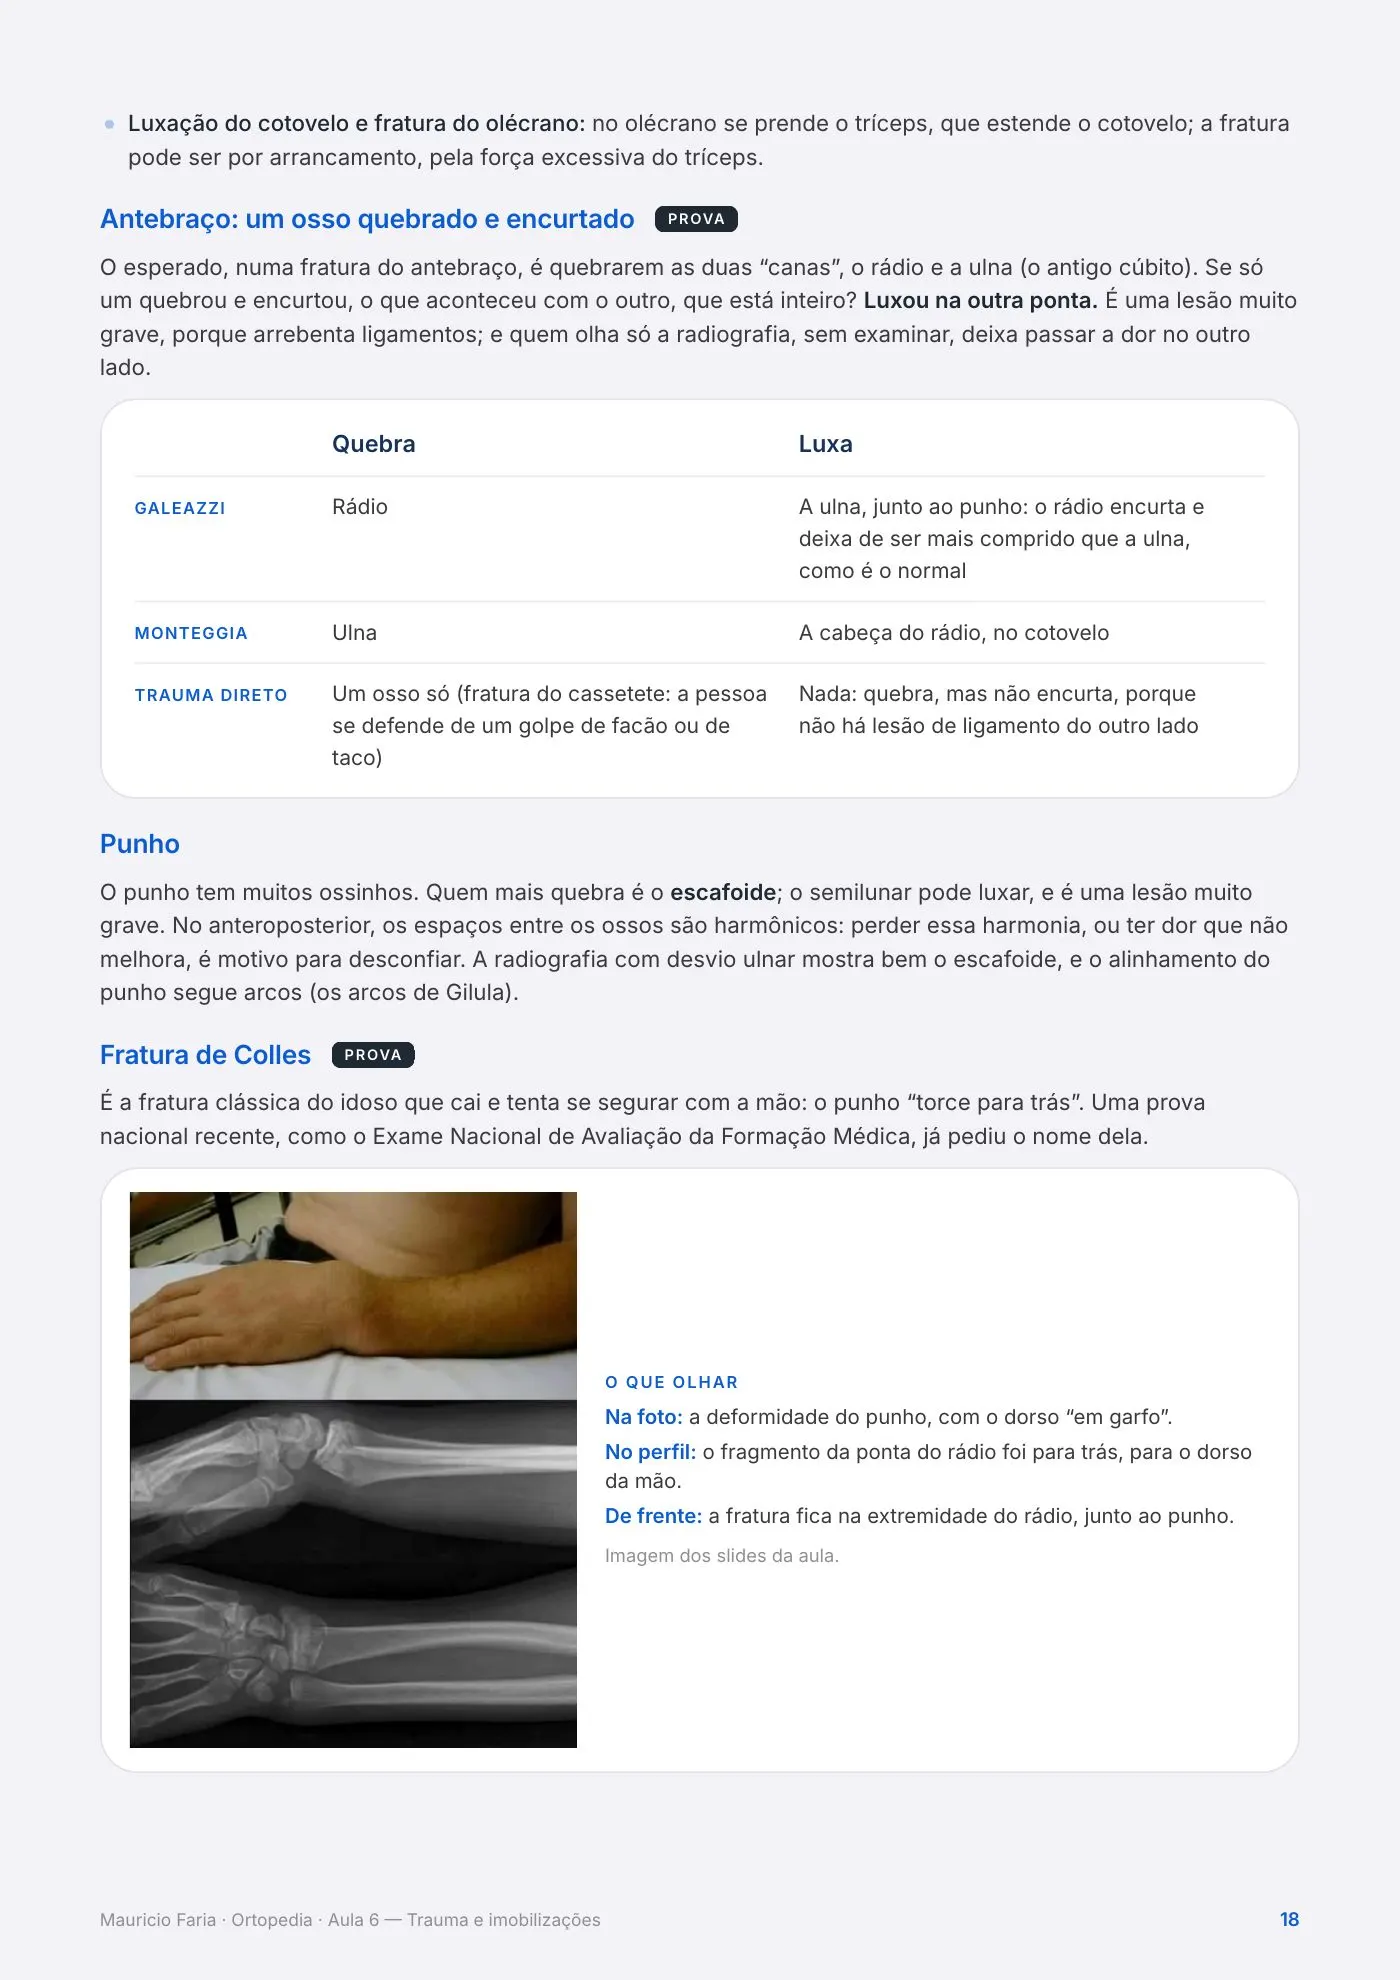 Luxação do cotovelo e fratura do olécrano: no olécrano se prende o tríceps, que estende o cotovelo; a fratura
pode ser por arrancamento, pela força excessiva do tríceps.
Antebraço: um osso quebrado e encurtado PROVA
O esperado, numa fratura do antebraço, é quebrarem as duas “canas”, o rádio e a ulna (o antigo cúbito). Se só
um quebrou e encurtou, o que aconteceu com o outro, que está inteiro? Luxou na outra ponta. É uma lesão muito
grave, porque arrebenta ligamentos; e quem olha só a radiografia, sem examinar, deixa passar a dor no outro
lado.
Quebra Luxa
GALEAZZI Rádio A ulna, junto ao punho: o rádio encurta e
deixa de ser mais comprido que a ulna,
como é o normal
MONTEGGIA Ulna A cabeça do rádio, no cotovelo
TRAUMA DIRETO Um osso só (fratura do cassetete: a pessoa Nada: quebra, mas não encurta, porque
se defende de um golpe de facão ou de não há lesão de ligamento do outro lado
taco)
Punho
O punho tem muitos ossinhos. Quem mais quebra é o escafoide; o semilunar pode luxar, e é uma lesão muito
grave. No anteroposterior, os espaços entre os ossos são harmônicos: perder essa harmonia, ou ter dor que não
melhora, é motivo para desconfiar. A radiografia com desvio ulnar mostra bem o escafoide, e o alinhamento do
punho segue arcos (os arcos de Gilula).
Fratura de Colles PROVA
É a fratura clássica do idoso que cai e tenta se segurar com a mão: o punho “torce para trás”. Uma prova
nacional recente, como o Exame Nacional de Avaliação da Formação Médica, já pediu o nome dela.
O QUE OLHAR
Na foto: a deformidade do punho, com o dorso “em garfo”.
No perfil: o fragmento da ponta do rádio foi para trás, para o dorso
da mão.
De frente: a fratura fica na extremidade do rádio, junto ao punho.
Imagem dos slides da aula.
Mauricio Faria · Ortopedia · Aula 6 — Trauma e imobilizações 18